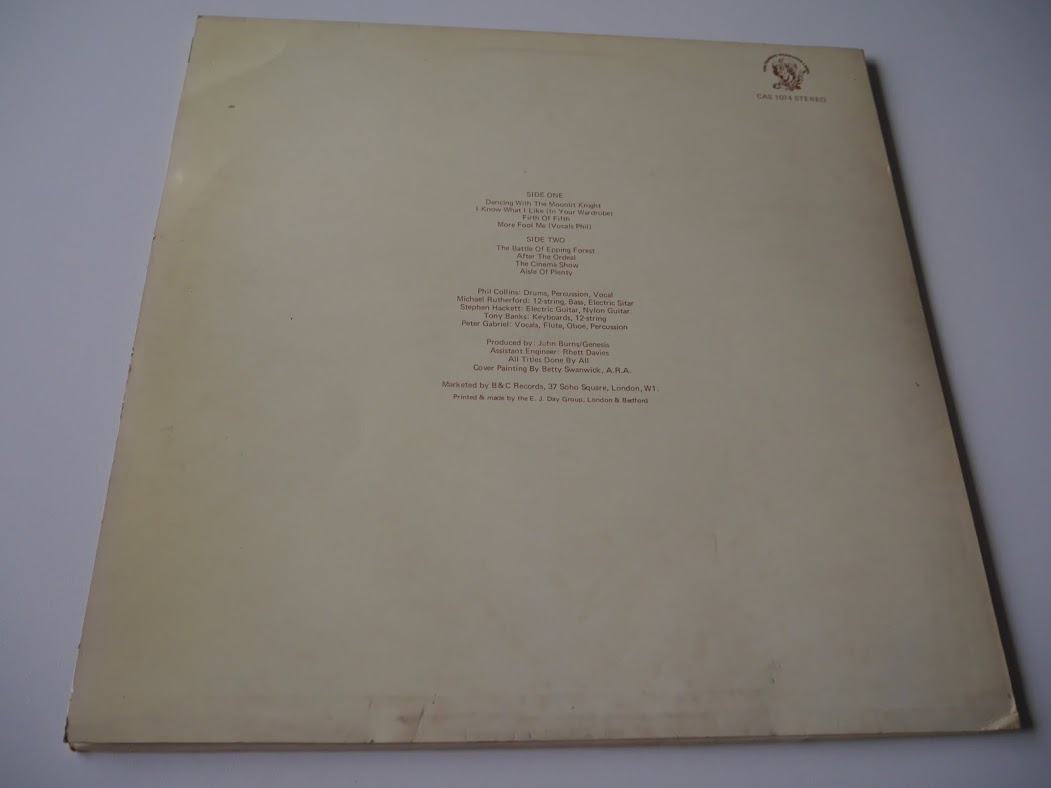 CAS 1074 STEREO
SIDE ONE
Dancing With The Moonlit Knight
I Know What I Like (In Your Wardrobe)
Firth Of Fifth
More Fool Me (Vocals Phil)
SIDE TWO
The Battle Of Epping Forest
After The Ordeal
The Cinema Show
Aisle Of Plenty
Phil Collins: Drums, Percussion, Vocal
Michael Rutherford: 12-string, Bass, Electric Sitar
Stephen Hackett: Electric Guitar, Nylon Guitar
Tony Banks: Keyboards, 12-string
Peter Gabriel: Vocals, Flute, Oboe, Percussion
Produced by: John Burns/Genesis
Assistant Engineer: Rhett Davies
All Titles Done By All
Cover Painting By Betty Swanwick, A.R.A.
Marketed by B&C Records, 37 Soho Square, London, W1.
Printed & made by the E. J. Day Group, London & Bedford